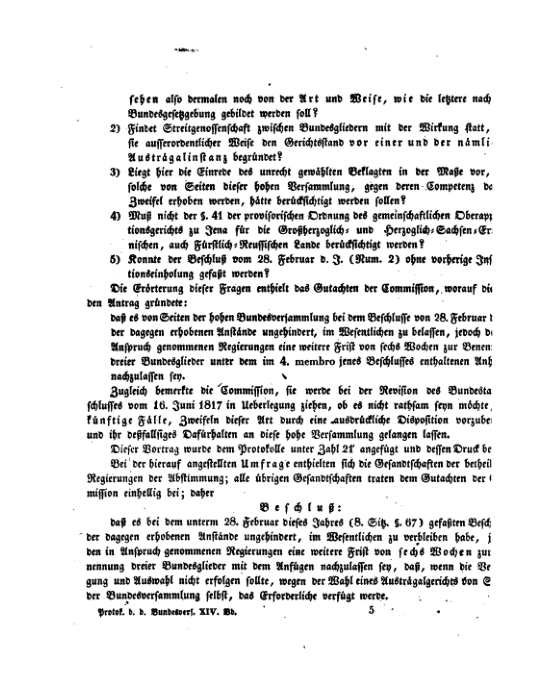 sehen also dermalen noch von der Art und Weise, wie die letztere nach
Bundesgesetzgebung gebildet werden soll?
2) Findet Streitgenossenschaft zwischen Bundesgliedern mit der Wirkung statt,
sie ausserordentlicher Weise den Gerichtsstand vor einer und der nämli
Austrägalinstanz begründet?
3) Liegt hier die Einrede des unrecht gewählten Beklagten in der Maße vor,
solche von Seiten dieser hohen Versammlung, gegen deren Competenz
Zweifel erhoben werden, hätte berücksichtigt werden sollen?
4) Muß nicht der §. 41 der provisorischen Ordnung des gemeinschaftlichen Oberapp
tionsgerichts zu Jena für die Großherzoglich- und Herzoglich-Sachsen-Er
nischen, auch Fürstlich-Reussischen Lande berücksichtigt werden?
5) Konnte der Beschluß vom 28. Februar d. J. (Num. 2) ohne vorherige Ins
tionseinholung gefaßt werden?
Die Erörterung dieser Fragen enthielt das Gutachten der Commission, worauf die
den Antrag gründete:
daß es von Seiten der hohen Bundesversammlung bei dem Beschlusse von 28. Februar
der dagegen erhobenen Anstände ungehindert, im Wesentlichen zu belassen, jedoch
Anspruch genommenen Regierungen eine weitere Frist von sechs Wochen zur Benen
dreier Bundesglieder unter dem im 4. membro jenes Beschlusses enthaltenen Anh
nachzulassen sey.
Zugleich bemerkte die Commission, sie werde bei der Revision des Bundesta
schlusses vom 16. Juni 1817 in Ueberlegung ziehen, ob es nicht rathsam seyn möchte,
künftige Fälle, Zweifeln dieser Art durch eine ausdrückliche Disposition vorzube
und ihr deßfallsiges Dafürhalten an diese hohe Versammlung gelangen lassen.
Dieser Vortrag wurde dem Protokolle unter Zahl 21 angefügt und dessen Druck be
Bei der hierauf angestellten Umfrage enthielten sich die Gesandtschaften der betheil
Regierungen der Abstimmung; alle übrigen Gesandtschaften traten dem Gutachten der
mission einhellig bei; daher
Beschluß:
daß es bei dem unterm 28. Februar dieses Jahres (8. Sitz. §. 67) gefaßten Besch
der dagegen erhobenen Anstände ungehindert, im Wesentlichen zu verbleiben habe,
den in Anspruch genommenen Regierungen eine weitere Frist von sechs Wochen zur
nennung dreier Bundesglieder mit dem Anfügen nachzulassen sey, daß, wenn die Ve
gung und Auswahl nicht erfolgen sollte, wegen der Wahl eines Austrägalgerichts von S
der Bundesversammlung selbst, das Erforderliche verfügt werde.
Protok. d. d. Bundesvers. XIV. Bd. 5